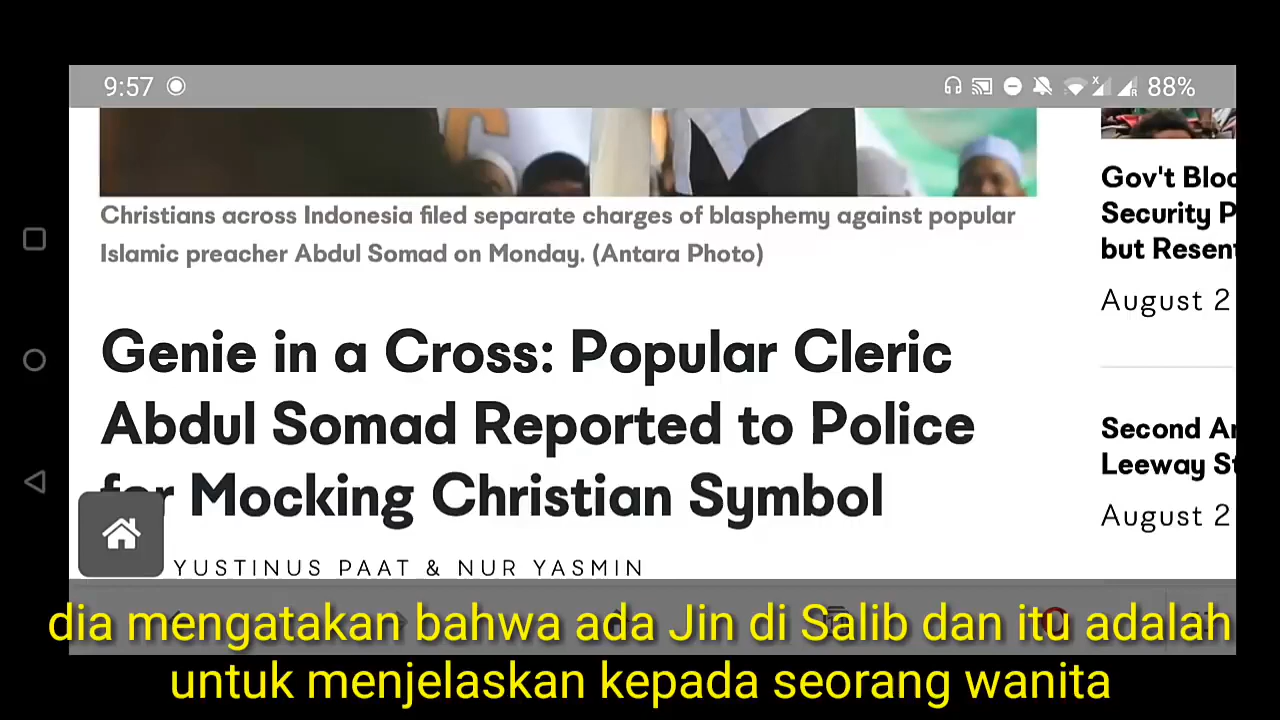 9:57
88%
Christians across Indonesia filed separate charges of blasphemy against popular
Islamic preacher Abdul Somad on Monday. (Antara Photo)
Genie in a Cross: Popular Cleric
Abdul Somad Reported to Police
for Mocking Christian Symbol
YUSTINUS PAAT & NUR YASMIN
Gov't
Security
but
August 2
Second
Leeway
August 2
dia mengatakan bahwa ada Jin di Salib dan itu adalah
untuk menjelaskan kepada seorang wanita